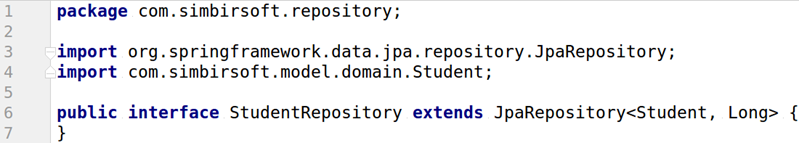 1 package com.simbirsoft.repository;
2
3 import org.springframework.data.jpa.repository.JpaRepository;
4 import com.simbirsoft.model.domain.Student;
5
6 public interface StudentRepository extends JpaRepository<Student, Long> {
7 }